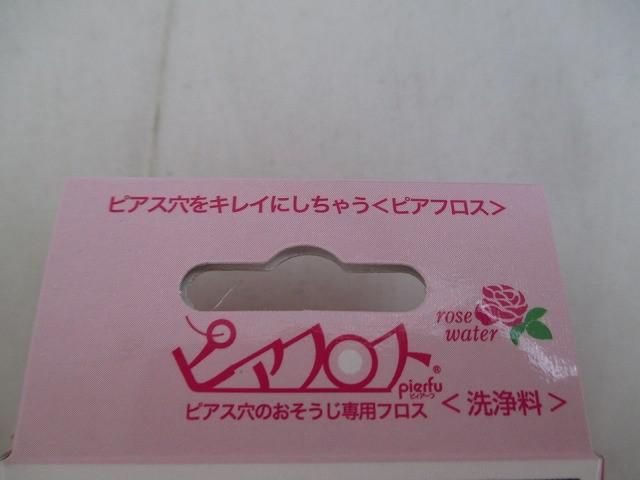 ピアス穴をキレイにしちゃう<ピアフロス>
rose
water
ピアフロス®
pierfu
ピィアーフ
ピアス穴のおそうじ専用フロス <洗浄料>